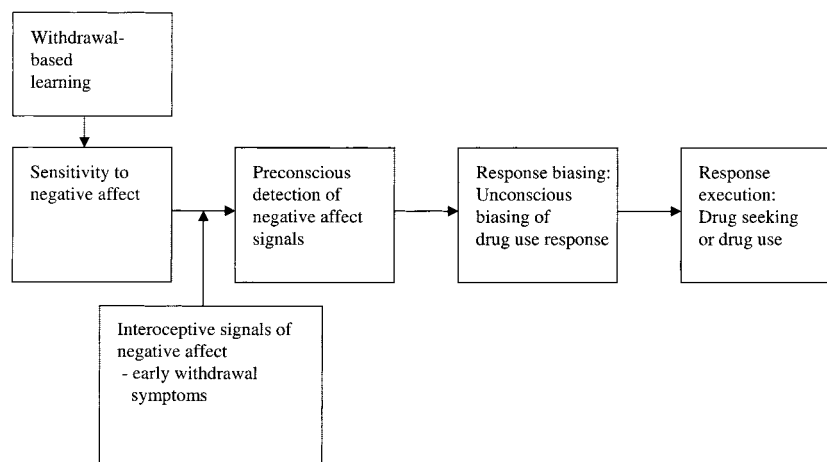 Withdrawal-
based
learning
Sensitivity to
negative affect
Preconscious
detection of
negative affect
signals
Response biasing:
Unconscious
biasing of
drug use response
Response
execution:
Drug seeking
or drug use
Interoceptive signals of
negative affect
- early withdrawal
symptoms